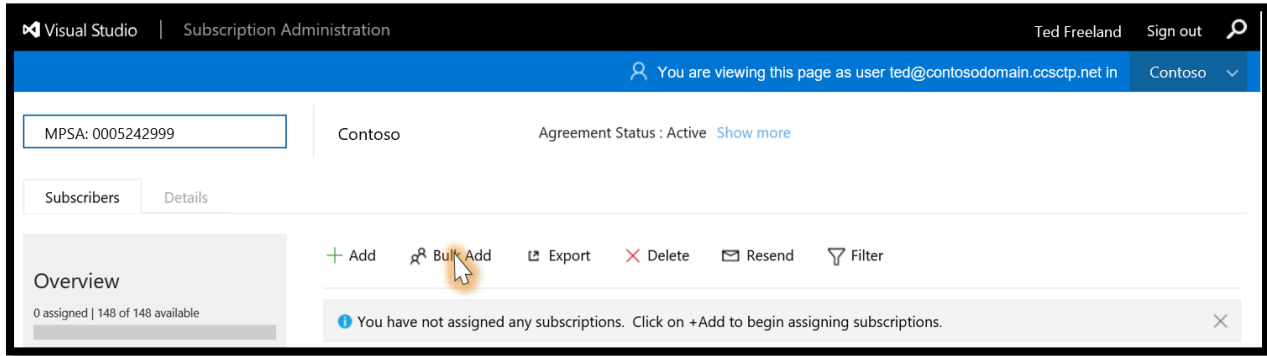 Visual Studio | Subscription Administration Ted Freeland Sign out
You are viewing this page as user ted@contosodomain.ccsctp.net in Contoso
MPSA: 0005242999 Contoso Agreement Status : Active Show more
Subscribers Details
Add Bulk Add Export Delete Resend Filter
Overview
0 assigned | 148 of 148 available
You have not assigned any subscriptions. Click on +Add to begin assigning subscriptions.